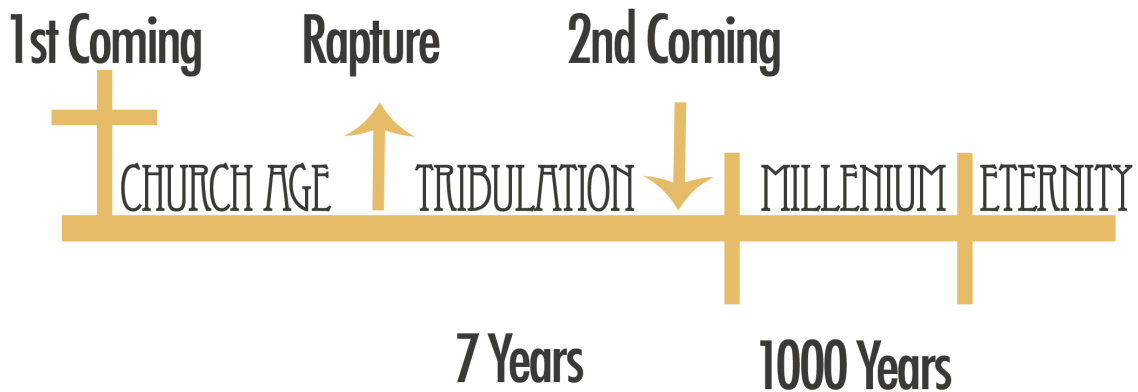 1st Coming Rapture 2nd Coming
CHURCH AGE TRIBULATION MILLENIUM ETERNITY
7 Years 1000 Years